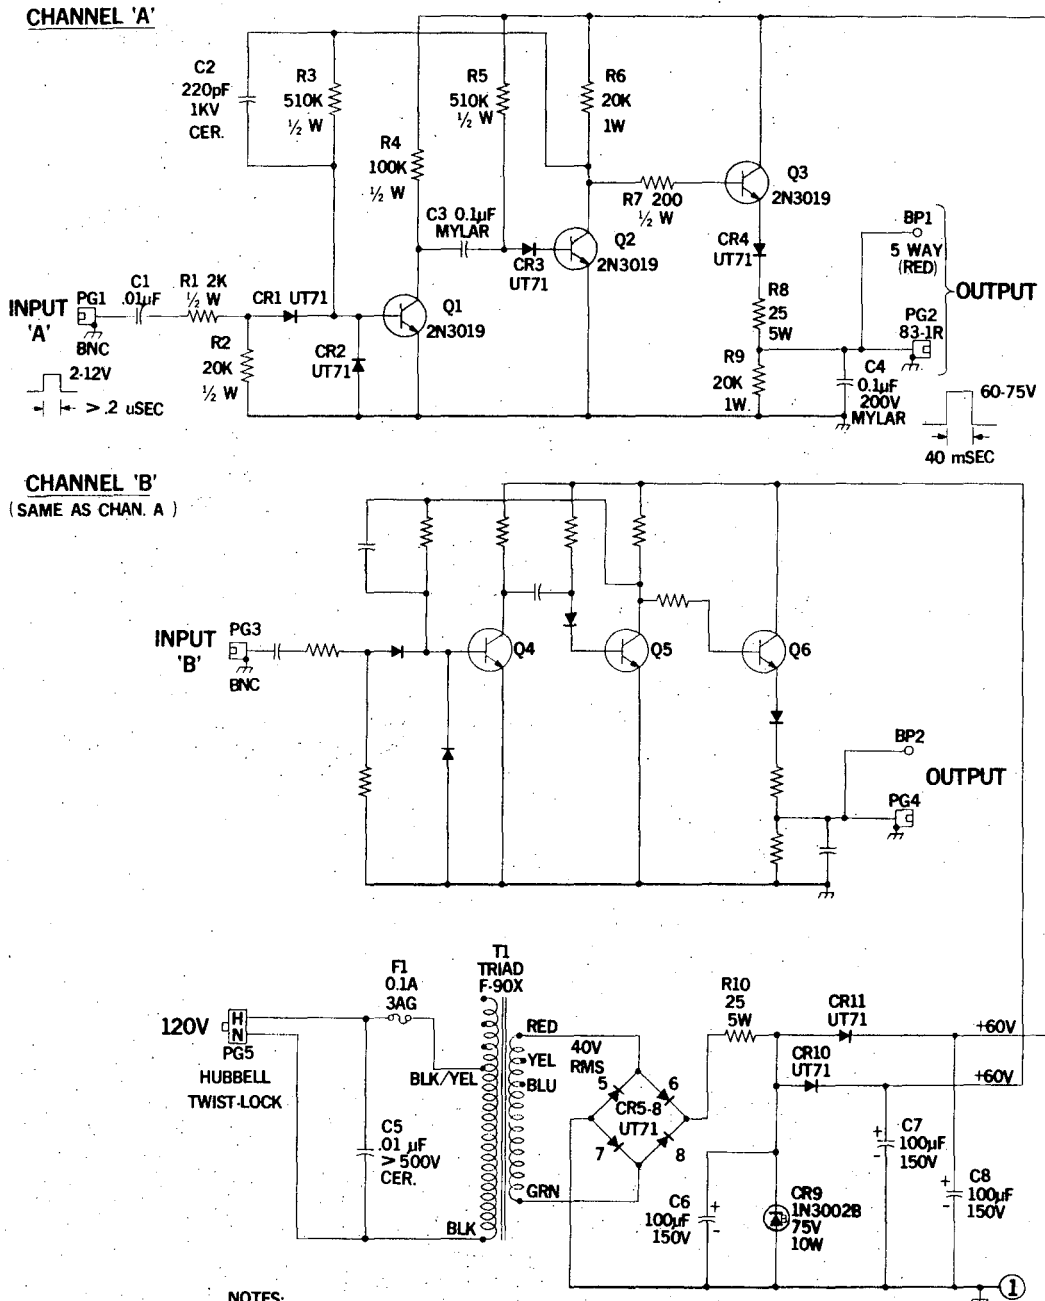 CHANNEL 'A'
C2
220pF
1KV
CER.
R3
510K
½ W
R4
100K
½ W
R5
510K
½ W
R6
20K
1W
C3 0.1µF
MYLAR
R7 200
½ W
Q3
2N3019
Q2
2N3019
CR3
UT71
CR4
UT71
BP1
5 WAY
(RED)
OUTPUT
PG2
83-1R
INPUT
'A'
PG1
BNC
C1
.01µF
R1 2K
½ W
CR1 UT71
Q1
2N3019
R2
20K
½ W
CR2
UT71
R8
25
5W
R9
20K
1W.
C4
0.1µF
200V
MYLAR
2-12V
> .2 uSEC
60-75V
40 mSEC
CHANNEL 'B'
(SAME AS CHAN. A )
INPUT
'B'
PG3
BNC
Q4
Q5
Q6
BP2
OUTPUT
PG4
120V
H
N
PG5
HUBBELL
TWIST-LOCK
F1
0.1A
3AG
T1
TRIAD
F-90X
BLK/YEL
C5
.01 µF
> 500V
CER.
BLK
RED
YEL
BLU
GRN
40V
RMS
5
6
CR5-8
UT71
7
8
R10
25
5W
CR11
UT71
+60V
CR10
UT71
+60V
C6
100µF
150V
+
-
CR9
1N3002B
75V
10W
C7
100µF
150V
+
-
C8
100µF
150V
+
-
1
NOTES: